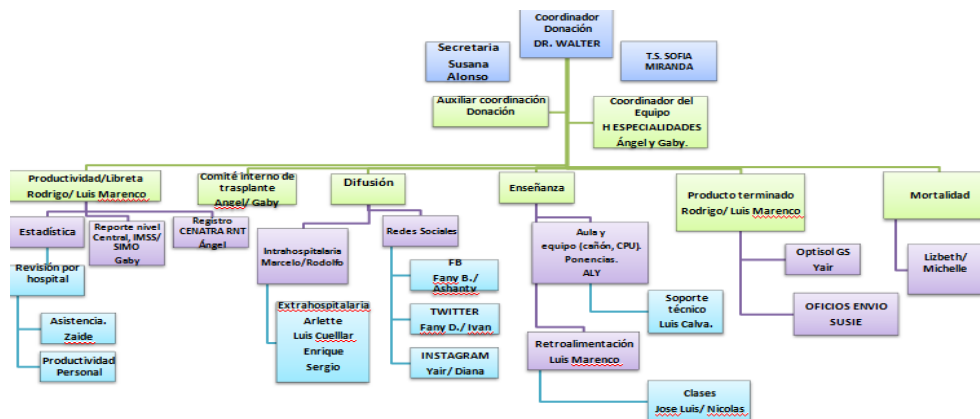 Coordinador
Donación
DR. WALTER
Secretaria
Susana
Alonso
T.S. SOFIA
MIRANDA
Auxiliar coordinación
Donación
Coordinador del
Equipo
H ESPECIALIDADES
Ángel y Gaby.
Productividad/Libreta
Rodrigo/ Luis Marenco
Comité interno de
trasplante
Angel/ Gaby
Difusión
Enseñanza
Producto terminado
Rodrigo/ Luis Marenco
Mortalidad
Estadística
Reporte nivel
Central, IMSS/
SIMO
Gaby
Registro
CENATRA RNT
Ángel
Intrahospitalaria
Marcelo/Rodolfo
Redes Sociales
Aula y
equipo (cañón, CPU).
Ponencias.
ALY
Optisol GS
Yair
Lizbeth/
Michelle
Revisión por
hospital
FB
Fany B./
Ashanty
Extrahospitalaria
Arlette
Luis Cuelllar
Enrique
Sergio
TWITTER
Fany D./ Ivan
Soporte
técnico
Luis Calva.
OFICIOS ENVIO
SUSIE
Asistencia.
Zaide
Productividad
Personal
INSTAGRAM
Yair/ Diana
Retroalimentación
Luis Marenco
Clases
Jose Luis/ Nicolas